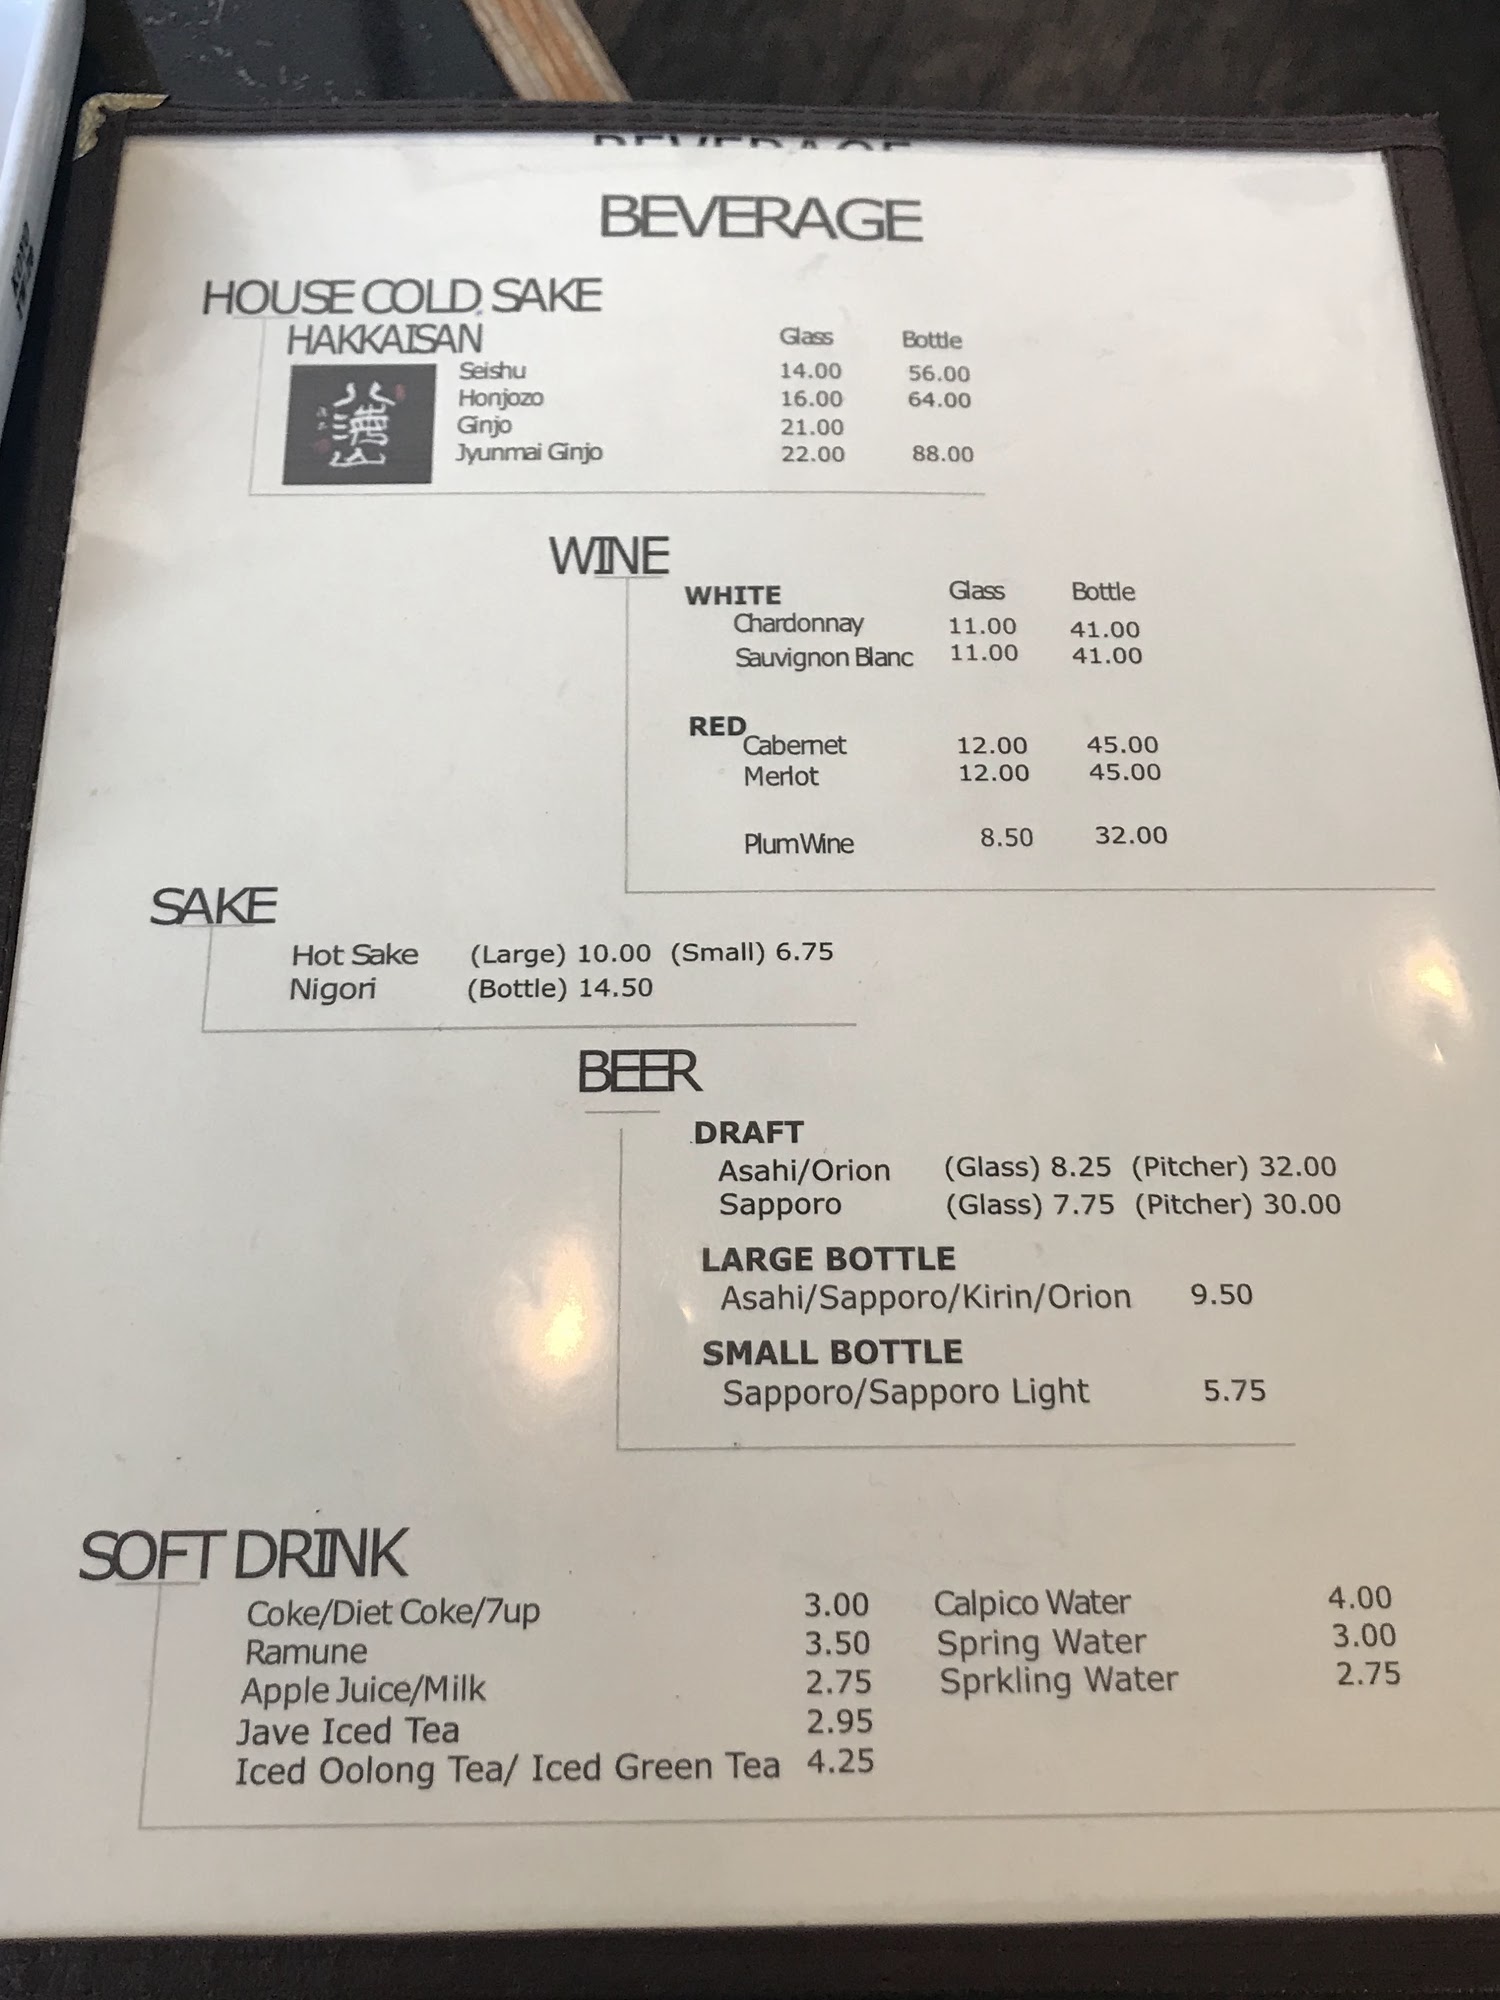 BEVERAGE
BEVERAGE
HOUSE COLD SAKE
HAKKAISAN Glass Bottle
Seishu 14.00 56.00
Honjozo 16.00 64.00
Ginjo 21.00
Jyunmai Ginjo 22.00 88.00
WINE
WHITE Glass Bottle
Chardonnay 11.00 41.00
Sauvignon Blanc 11.00 41.00
RED
Cabernet 12.00 45.00
Merlot 12.00 45.00
Plum Wine 8.50 32.00
SAKE
Hot Sake (Large) 10.00 (Small) 6.75
Nigori (Bottle) 14.50
BEER
DRAFT
Asahi/Orion (Glass) 8.25 (Pitcher) 32.00
Sapporo (Glass) 7.75 (Pitcher) 30.00
LARGE BOTTLE
Asahi/Sapporo/Kirin/Orion 9.50
SMALL BOTTLE
Sapporo/Sapporo Light 5.75
SOFT DRINK
Coke/Diet Coke/7up 3.00 Calpico Water 4.00
Ramune 3.50 Spring Water 3.00
Apple Juice/Milk 2.75 Sprkling Water 2.75
Jave Iced Tea 2.95
Iced Oolong Tea/ Iced Green Tea 4.25